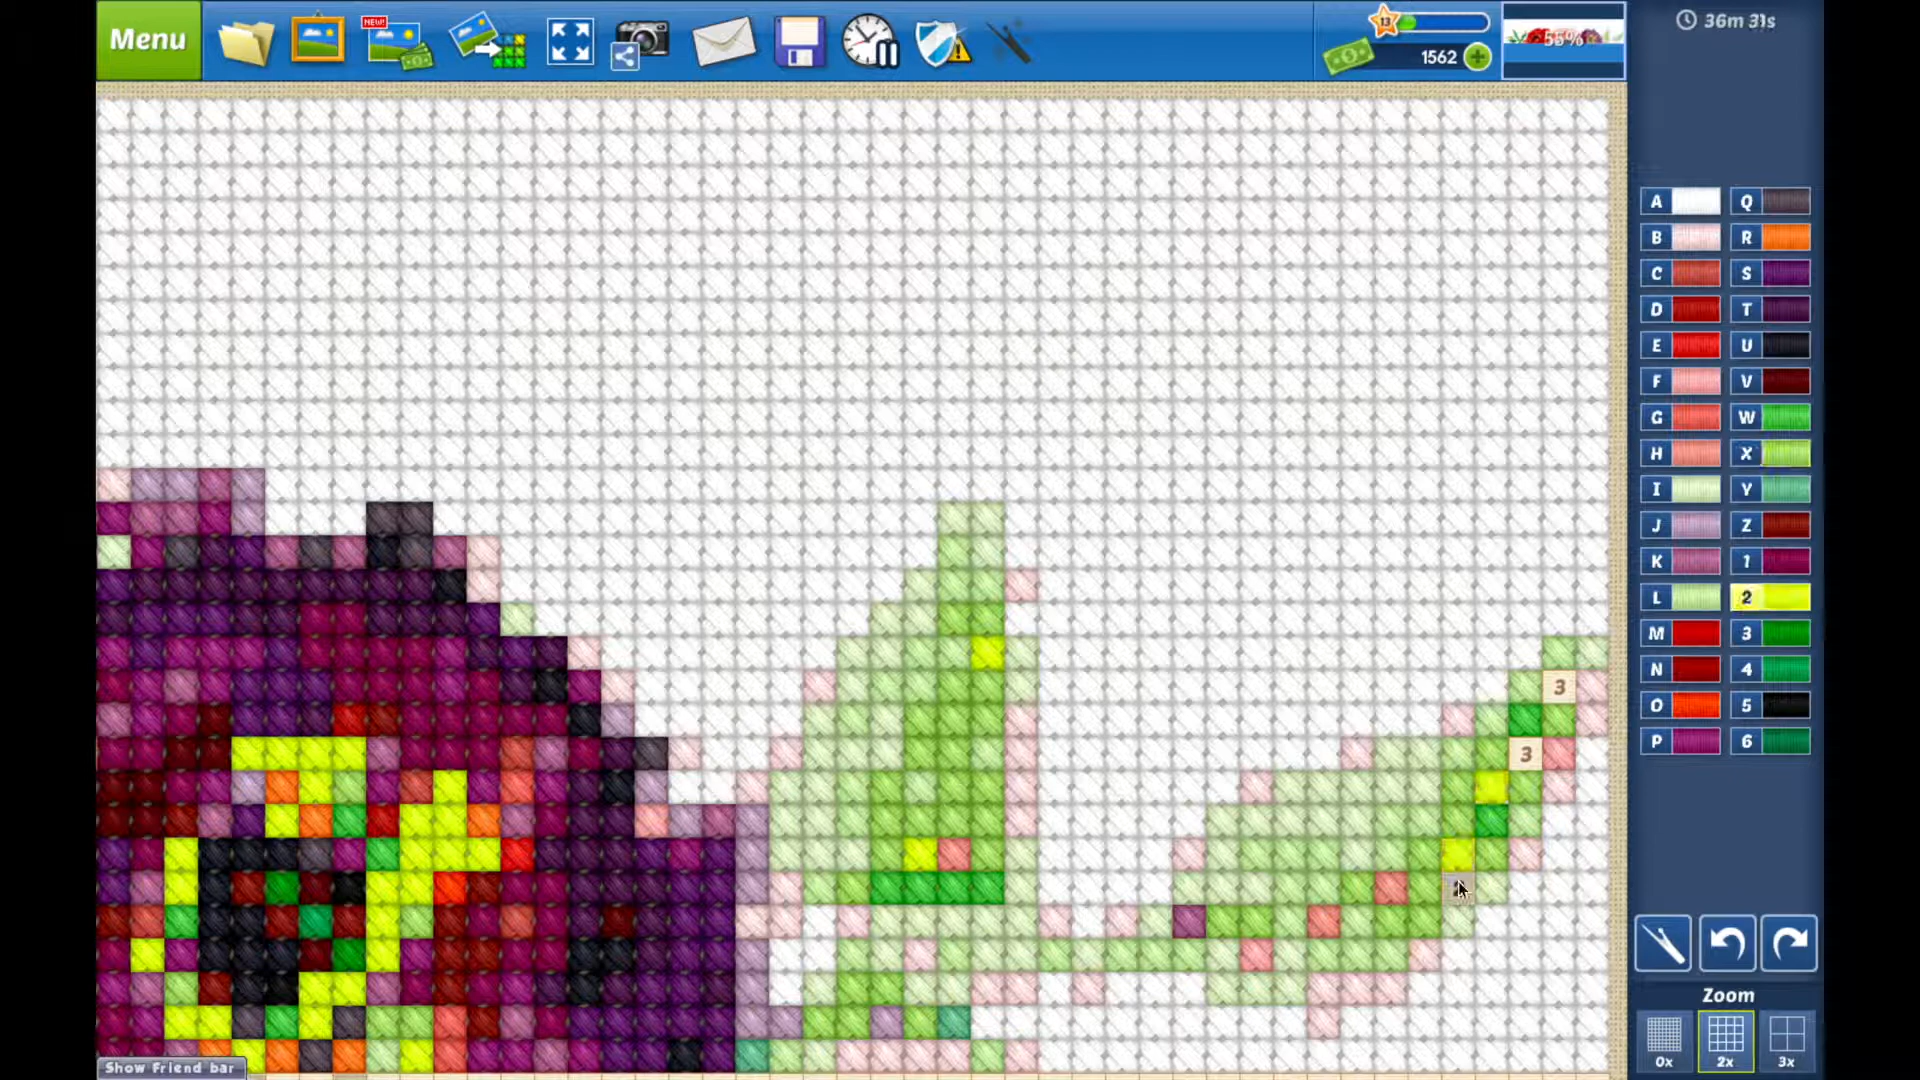 Menu
NEW!
13
1562
55%
36m 31s
A Q
B R
C S
D T
E U
F V
G W
H X
I Y
J Z
K 1
L 2
M 3
N 4
O 5
P 6
3
3
Zoom
0x 2x 3x
Show Friend bar